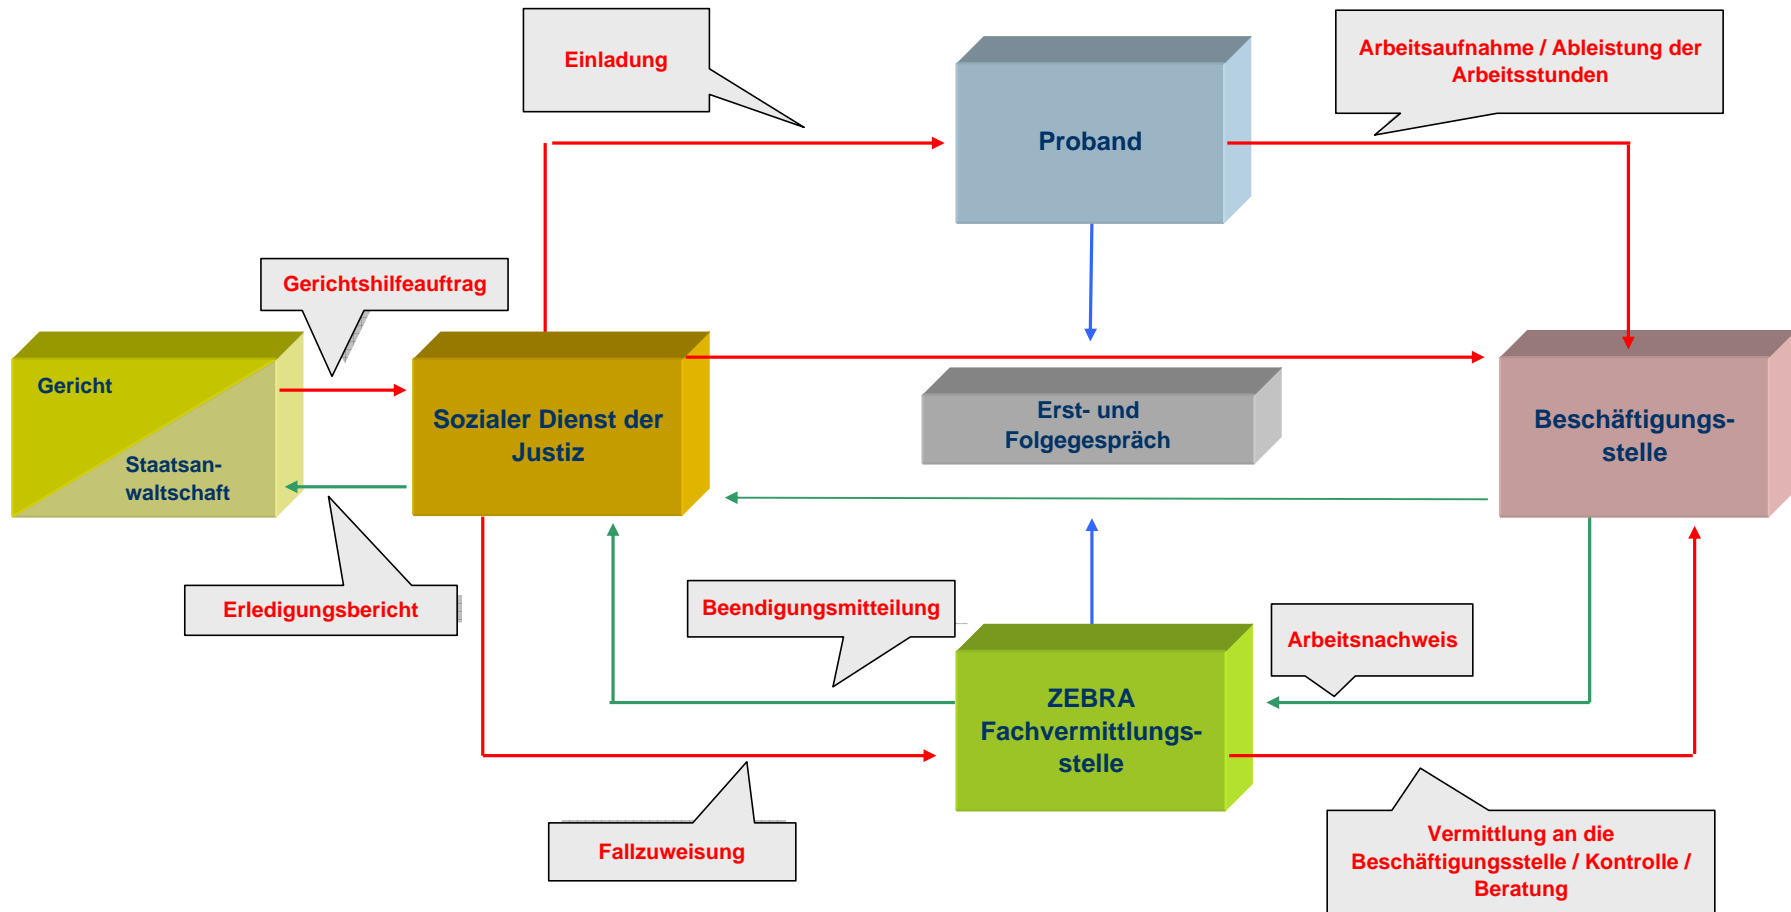 Einladung
Arbeitsaufnahme / Ableistung der
Arbeitsstunden
Proband
Gerichtshilfeauftrag
Gericht
Staatsan-
waltschaft
Sozialer Dienst der
Justiz
Erst- und
Folgegespräch
Beschäftigungs-
stelle
Erledigungsbericht
Beendigungsmitteilung
Arbeitsnachweis
ZEBRA
Fachvermittlungs-
stelle
Fallzuweisung
Vermittlung an die
Beschäftigungsstelle / Kontrolle /
Beratung